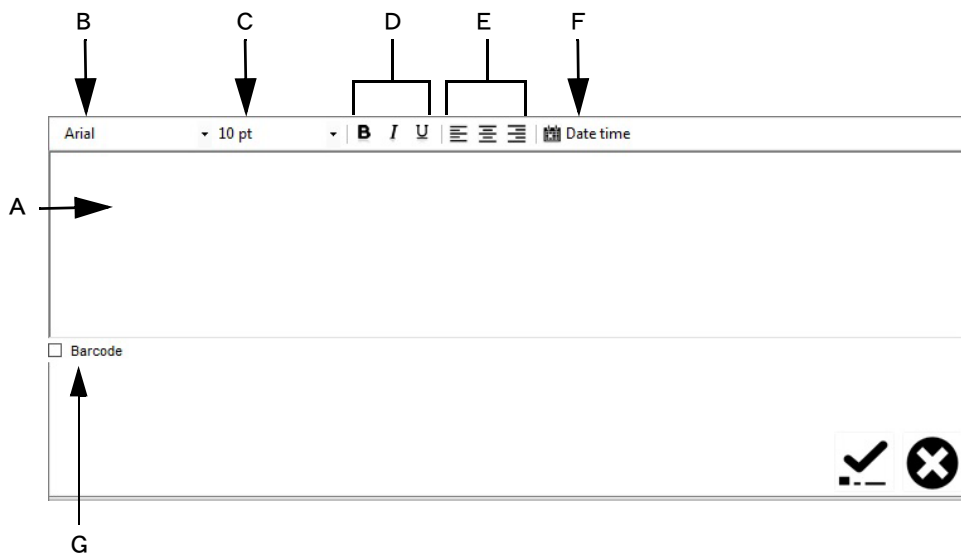 B C D E F
Arial 10 pt B I U Date time
A
Barcode
G